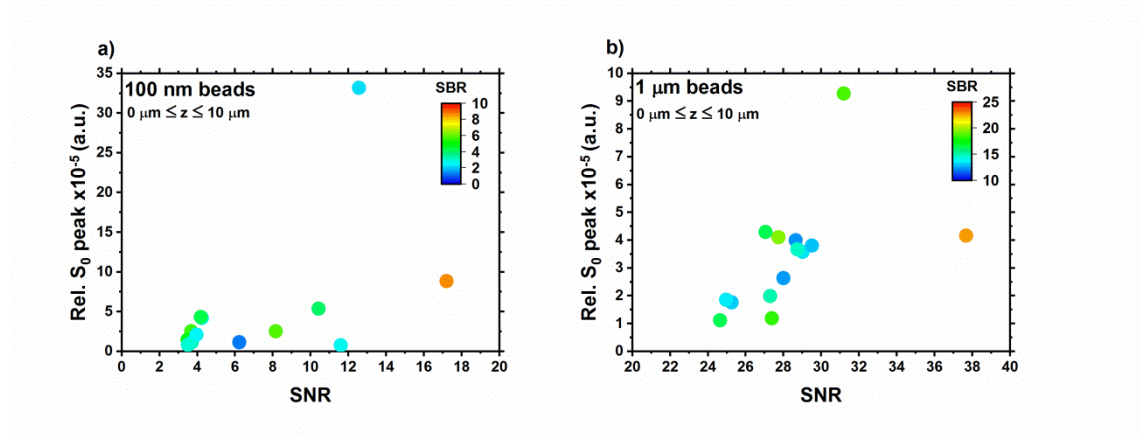 a)
100 nm beads
0 μm ≤ z ≤ 10 μm
SBR
10
8
6
4
2
0
35
30
25
20
15
10
5
0
Rel. S₀ peak x10⁻⁵ (a.u.)
0 2 4 6 8 10 12 14 16 18 20
SNR
b)
1 μm beads
0 μm ≤ z ≤ 10 μm
SBR
25
20
15
10
10
9
8
7
6
5
4
3
2
1
0
Rel. S₀ peak x10⁻⁵ (a.u.)
20 22 24 26 28 30 32 34 36 38 40
SNR